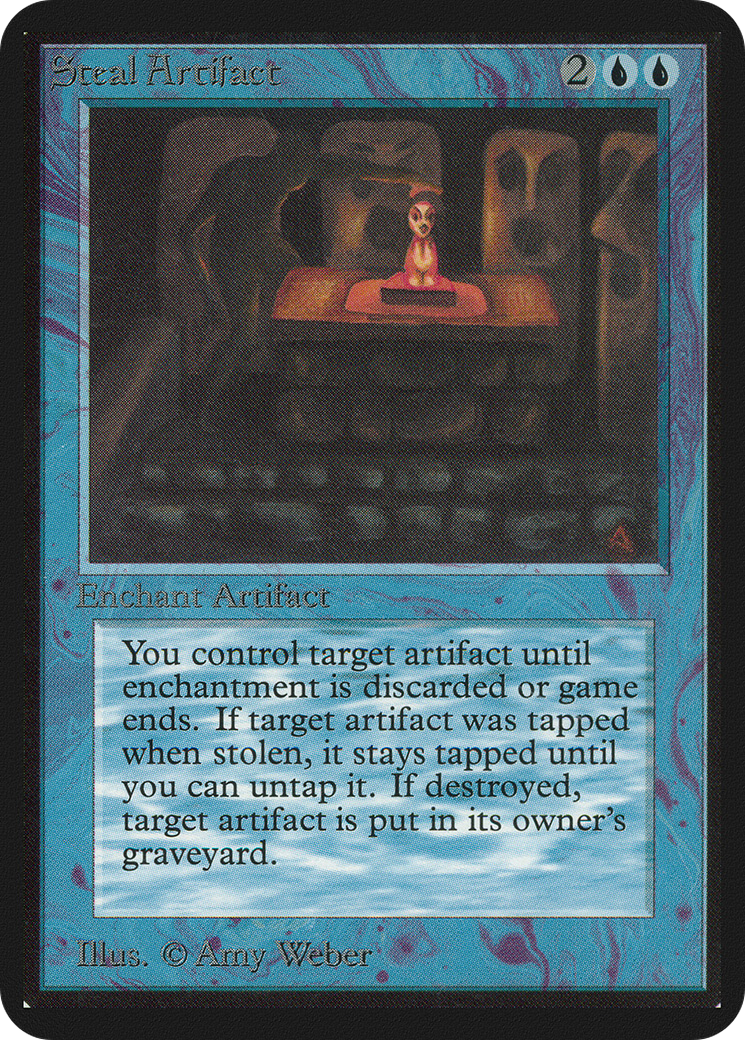 Steal Artifact 2
Enchant Artifact
You control target artifact until
enchantment is discarded or game
ends. If target artifact was tapped
when stolen, it stays tapped until
you can untap it. If destroyed,
target artifact is put in its owner's
graveyard.
Illus. © Amy Weber